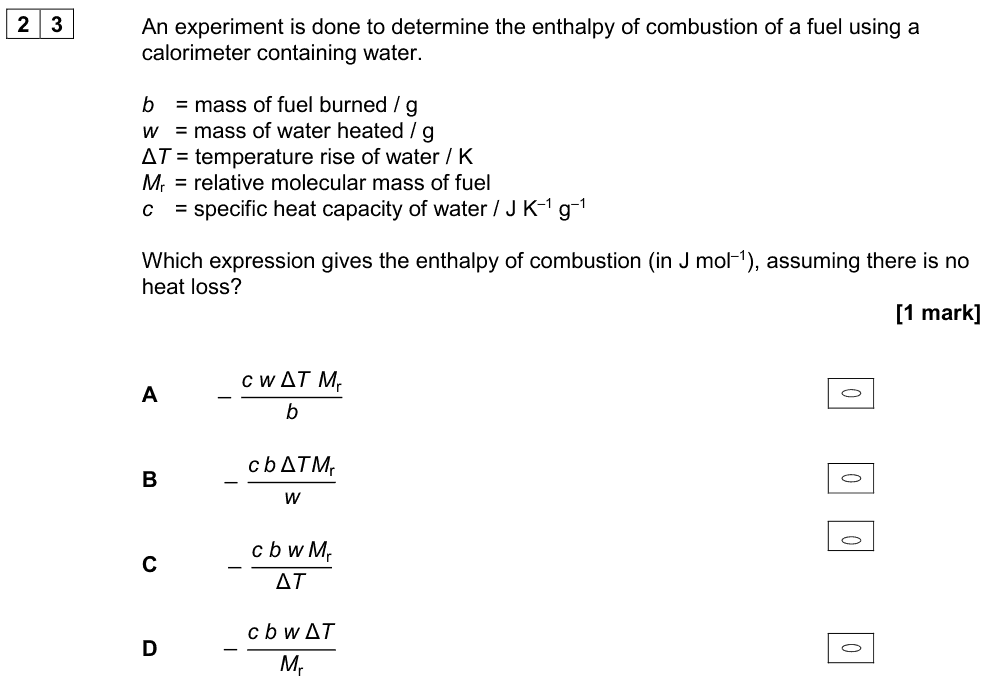 2 3
An experiment is done to determine the enthalpy of combustion of a fuel using a
calorimeter containing water.
b = mass of fuel burned / g
w = mass of water heated / g
ΔT = temperature rise of water / K
Mᵣ = relative molecular mass of fuel
c = specific heat capacity of water / J K⁻¹ g⁻¹
Which expression gives the enthalpy of combustion (in J mol⁻¹), assuming there is no
heat loss?
[1 mark]
A − c w ΔT Mᵣ
b
B − c b ΔTMᵣ
w
C − c b w Mᵣ
ΔT
D − c b w ΔT
Mᵣ